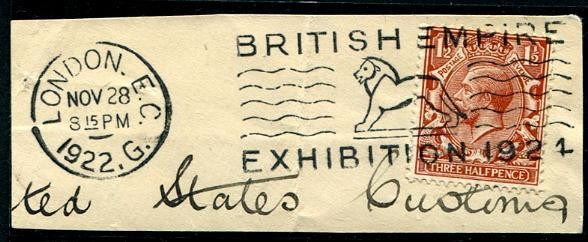 BRITISH EMPIRE
LONDON. E.C.
NOV 28
8 15 PM
1922. G.
EXHIBITION 1924
1½ POSTAGE 1½
THREE HALFPENCE
ted States Customs